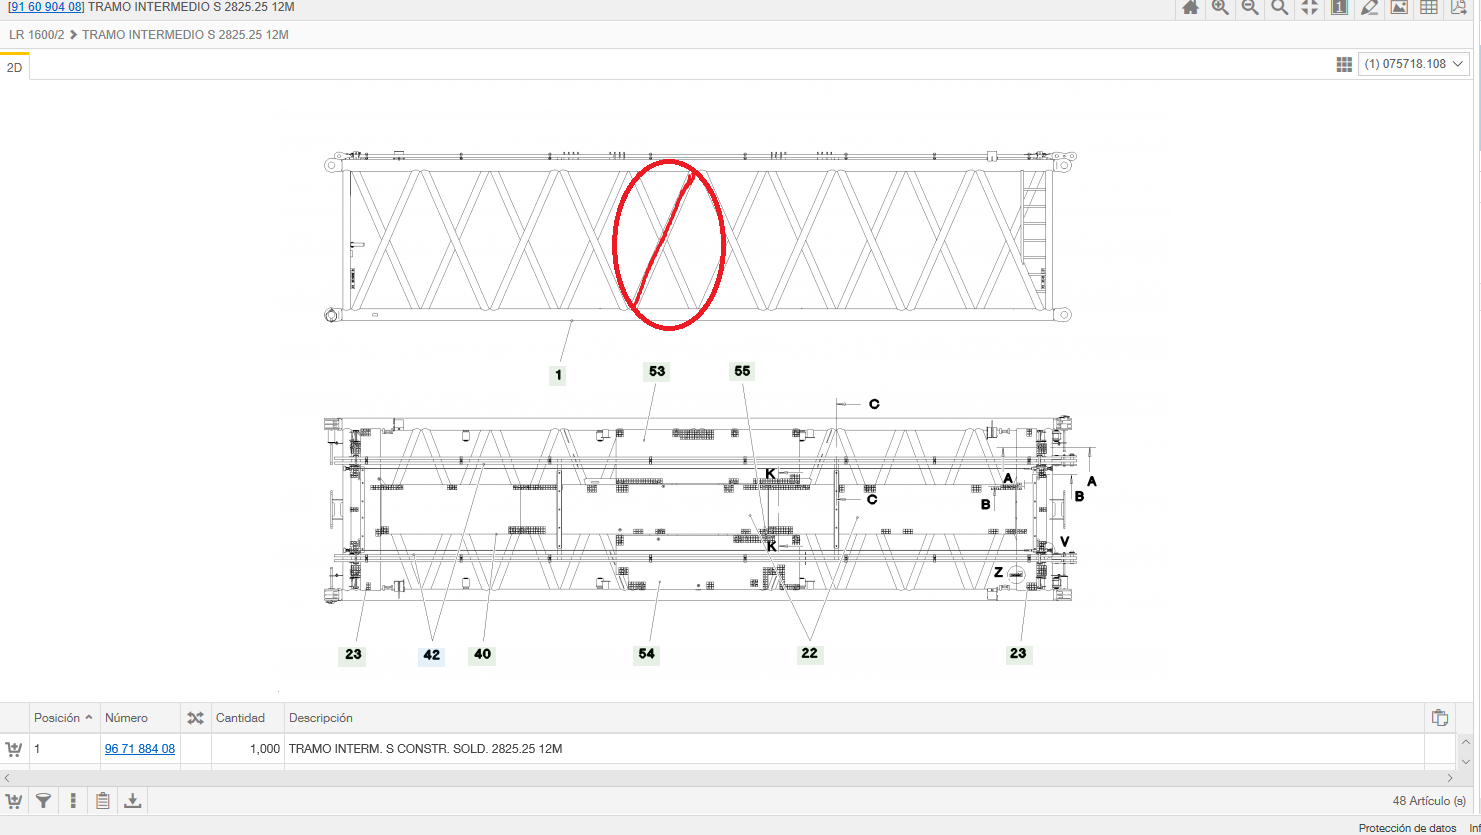 [91 60 904 08] TRAMO INTERMEDIO S 2825.25 12M
LR 1600/2 > TRAMO INTERMEDIO S 2825.25 12M
2D
(1) 075718.108
1
53
55
C
K
A
A
B
C
B
K
V
Z
23
42
40
54
22
23
Posición Número Cantidad Descripción
1 96 71 884 08 1,000 TRAMO INTERM. S CONSTR. SOLD. 2825.25 12M
48 Artículo (s)
Protección de datos